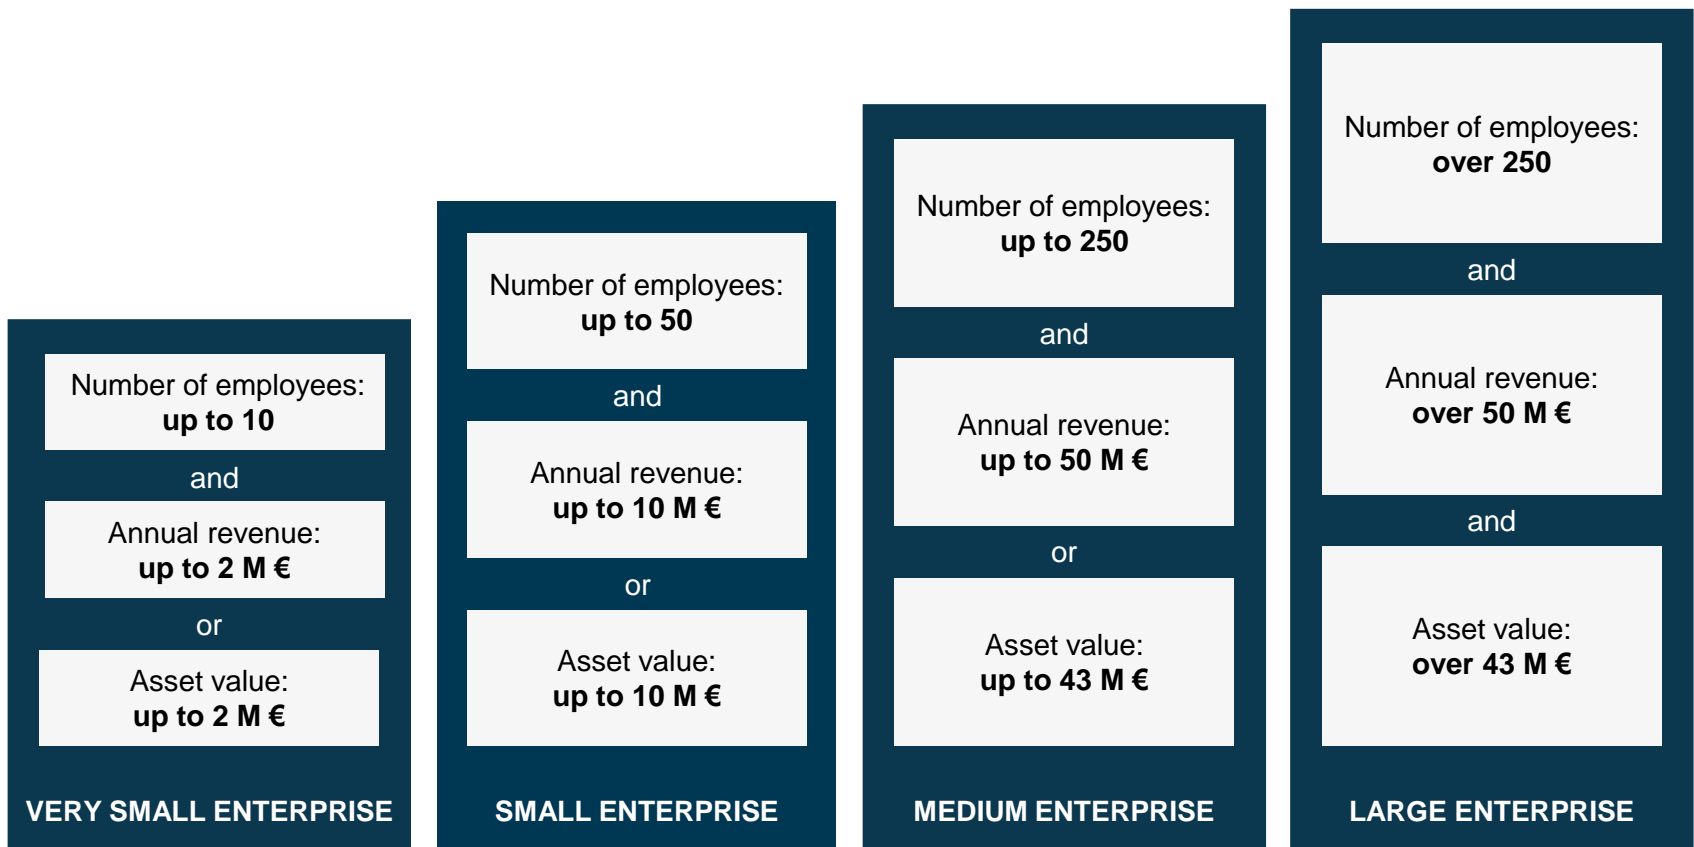 Number of employees:
up to 10
and
Annual revenue:
up to 2 M €
or
Asset value:
up to 2 M €
VERY SMALL ENTERPRISE
Number of employees:
up to 50
and
Annual revenue:
up to 10 M €
or
Asset value:
up to 10 M €
SMALL ENTERPRISE
Number of employees:
up to 250
and
Annual revenue:
up to 50 M €
or
Asset value:
up to 43 M €
MEDIUM ENTERPRISE
Number of employees:
over 250
and
Annual revenue:
over 50 M €
and
Asset value:
over 43 M €
LARGE ENTERPRISE